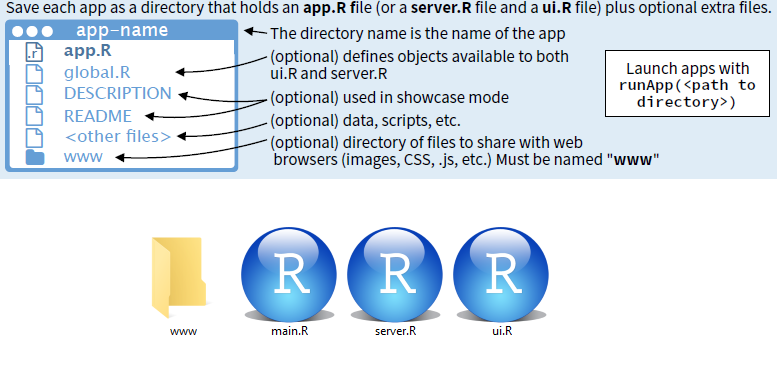 Save each app as a directory that holds an app.R file (or a server.R file and a ui.R file) plus optional extra files.
app-name
The directory name is the name of the app
.r
app.R
(optional) defines objects available to both
ui.R and server.R
global.R
DESCRIPTION
(optional) used in showcase mode
README
(optional) data, scripts, etc.
<other files>
(optional) directory of files to share with web
browsers (images, CSS, .js, etc.) Must be named "www"
www
Launch apps with
runApp(<path to
directory>)
R R R
www main.R server.R ui.R